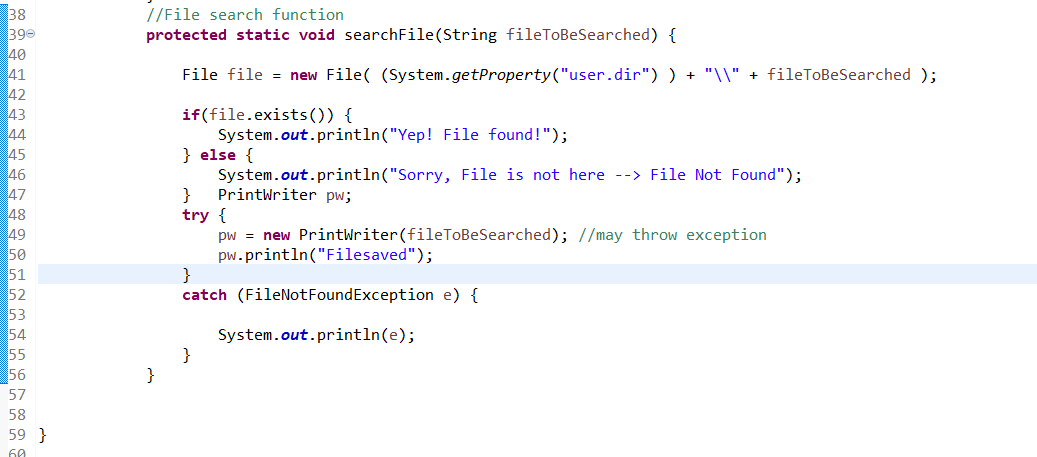 38 //File search function
39 protected static void searchFile(String fileToBeSearched) {
40
41 File file = new File( (System.getProperty("user.dir") ) + "\\" + fileToBeSearched );
42
43 if(file.exists()) {
44 System.out.println("Yep! File found!");
45 } else {
46 System.out.println("Sorry, File is not here --> File Not Found");
47 } PrintWriter pw;
48 try {
49 pw = new PrintWriter(fileToBeSearched); //may throw exception
50 pw.println("Filesaved");
51 }
52 catch (FileNotFoundException e) {
53
54 System.out.println(e);
55 }
56 }
57
58
59 }
60